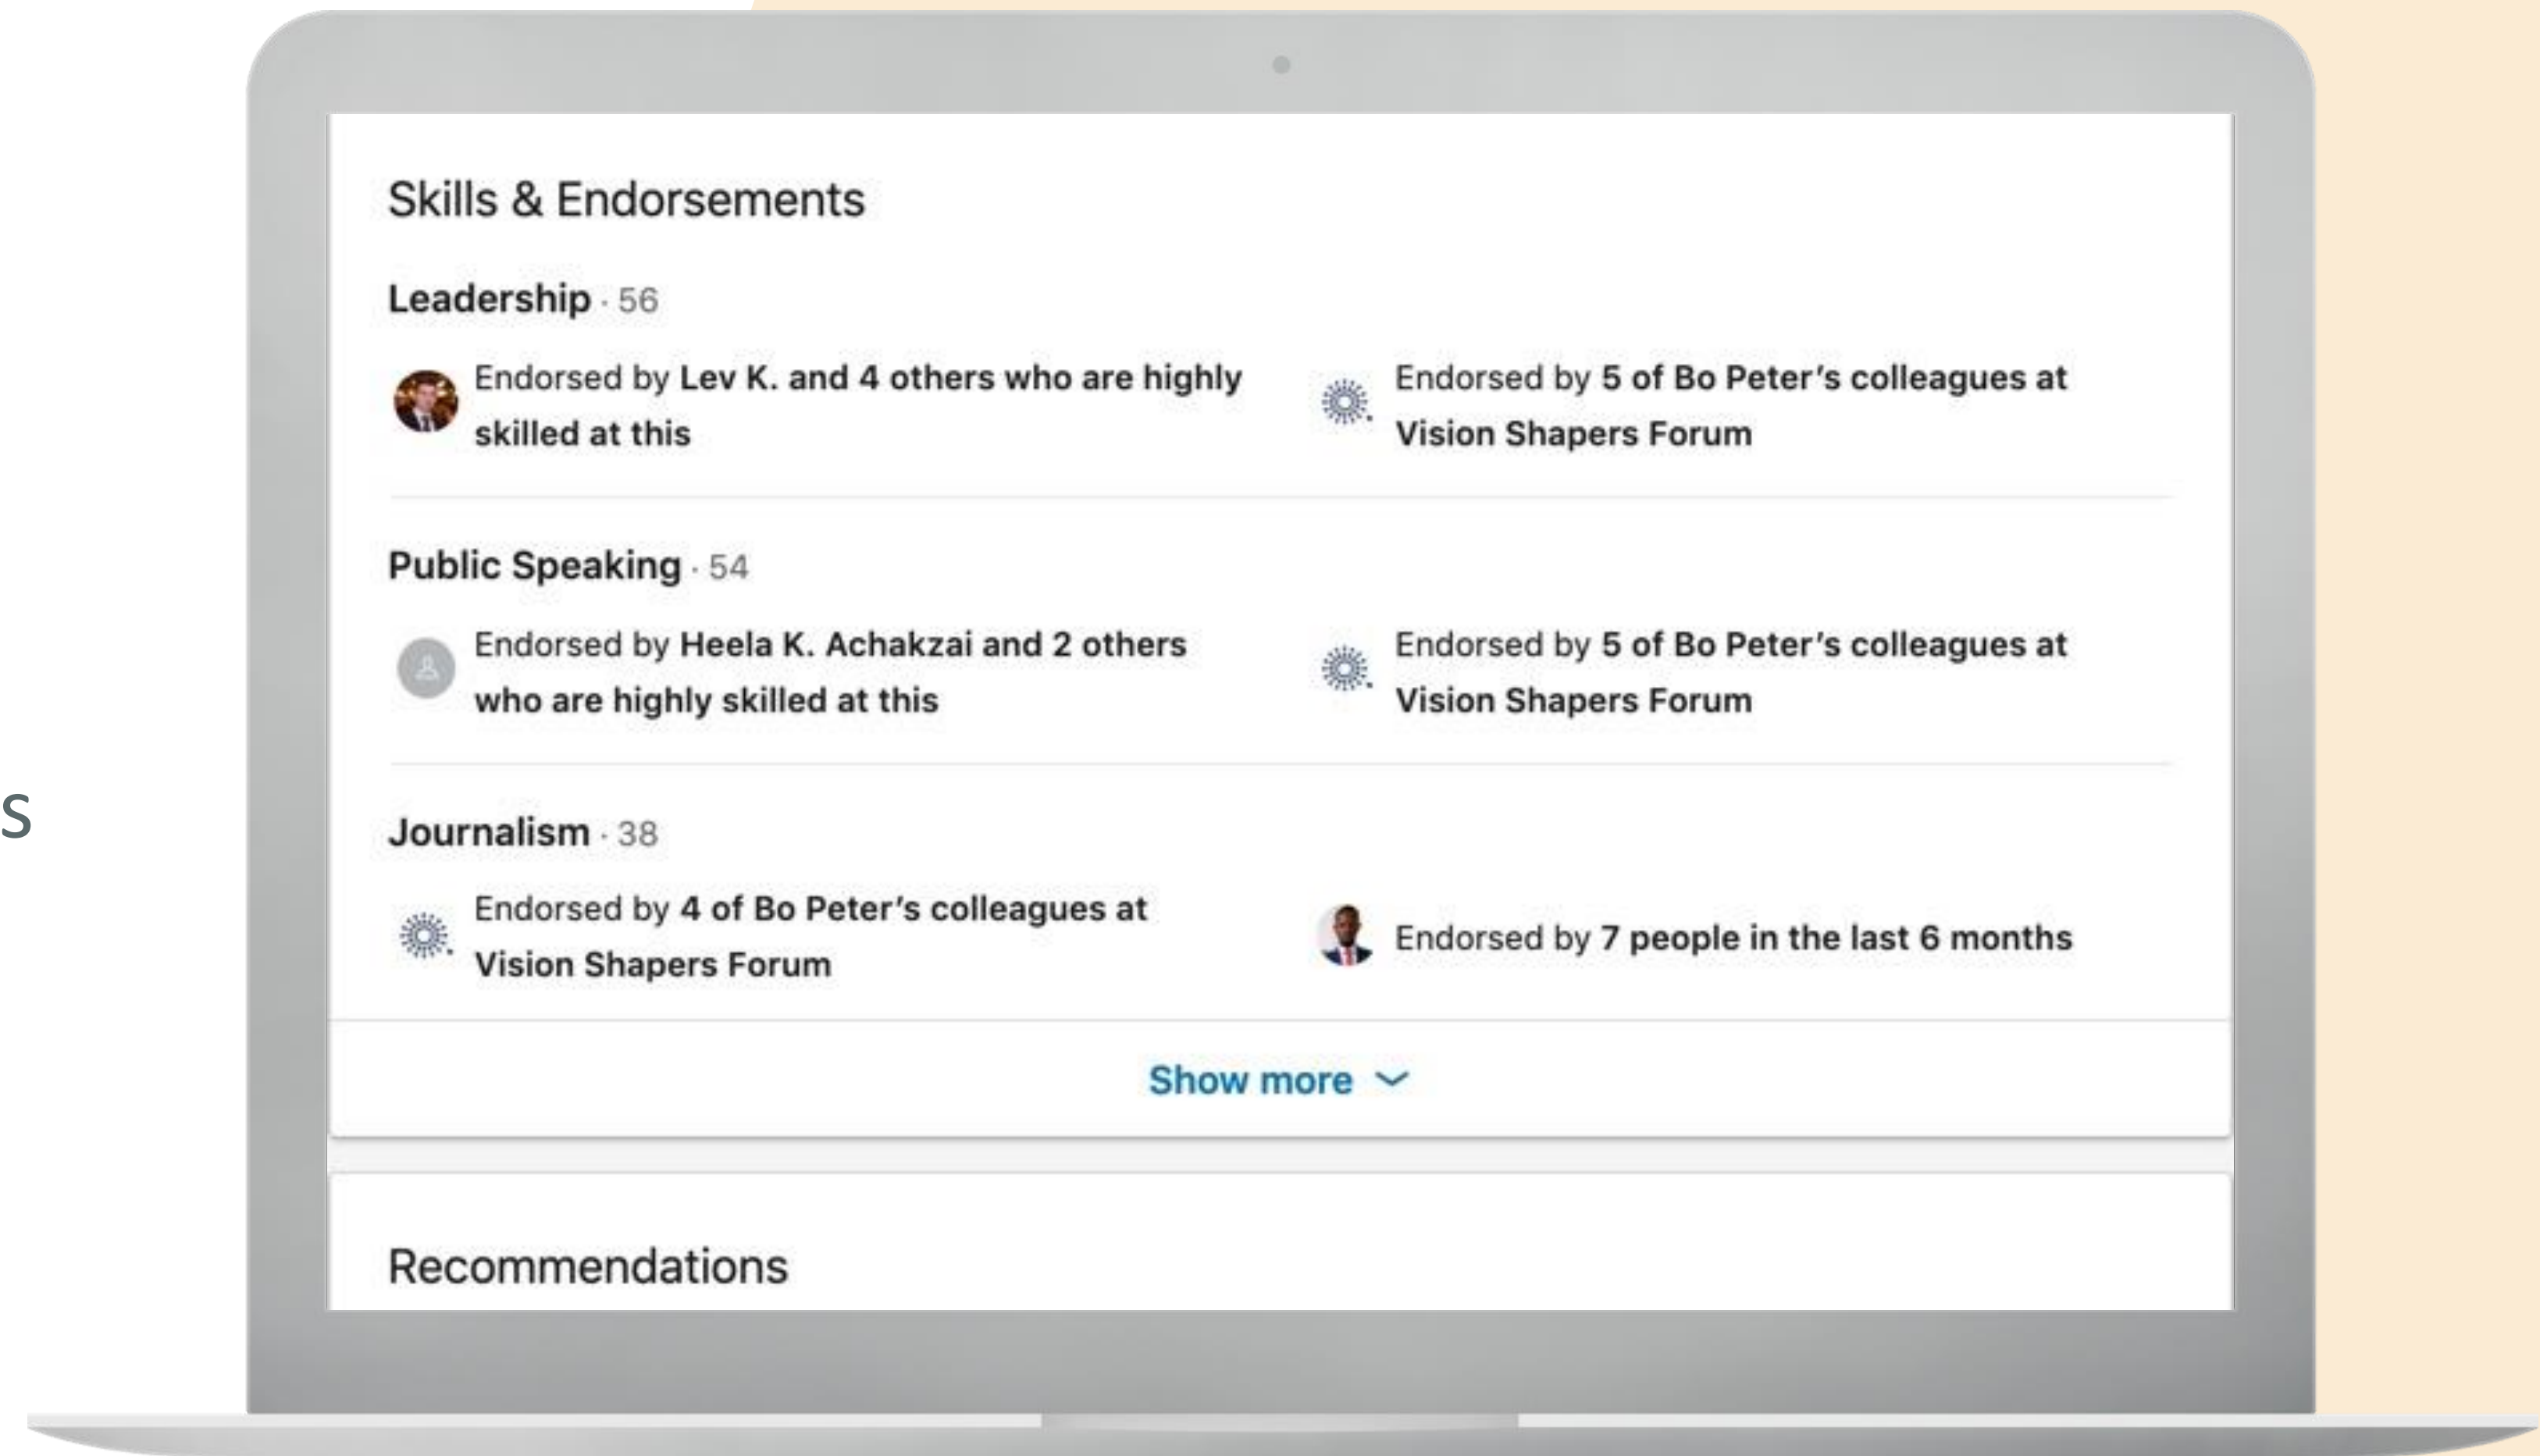 Skills & Endorsements
Leadership · 56
Endorsed by Lev K. and 4 others who are highly
skilled at this
Endorsed by 5 of Bo Peter's colleagues at
Vision Shapers Forum
Public Speaking · 54
Endorsed by Heela K. Achakzai and 2 others
who are highly skilled at this
Endorsed by 5 of Bo Peter's colleagues at
Vision Shapers Forum
s
Journalism · 38
Endorsed by 4 of Bo Peter's colleagues at
Vision Shapers Forum
Endorsed by 7 people in the last 6 months
Show more
Recommendations